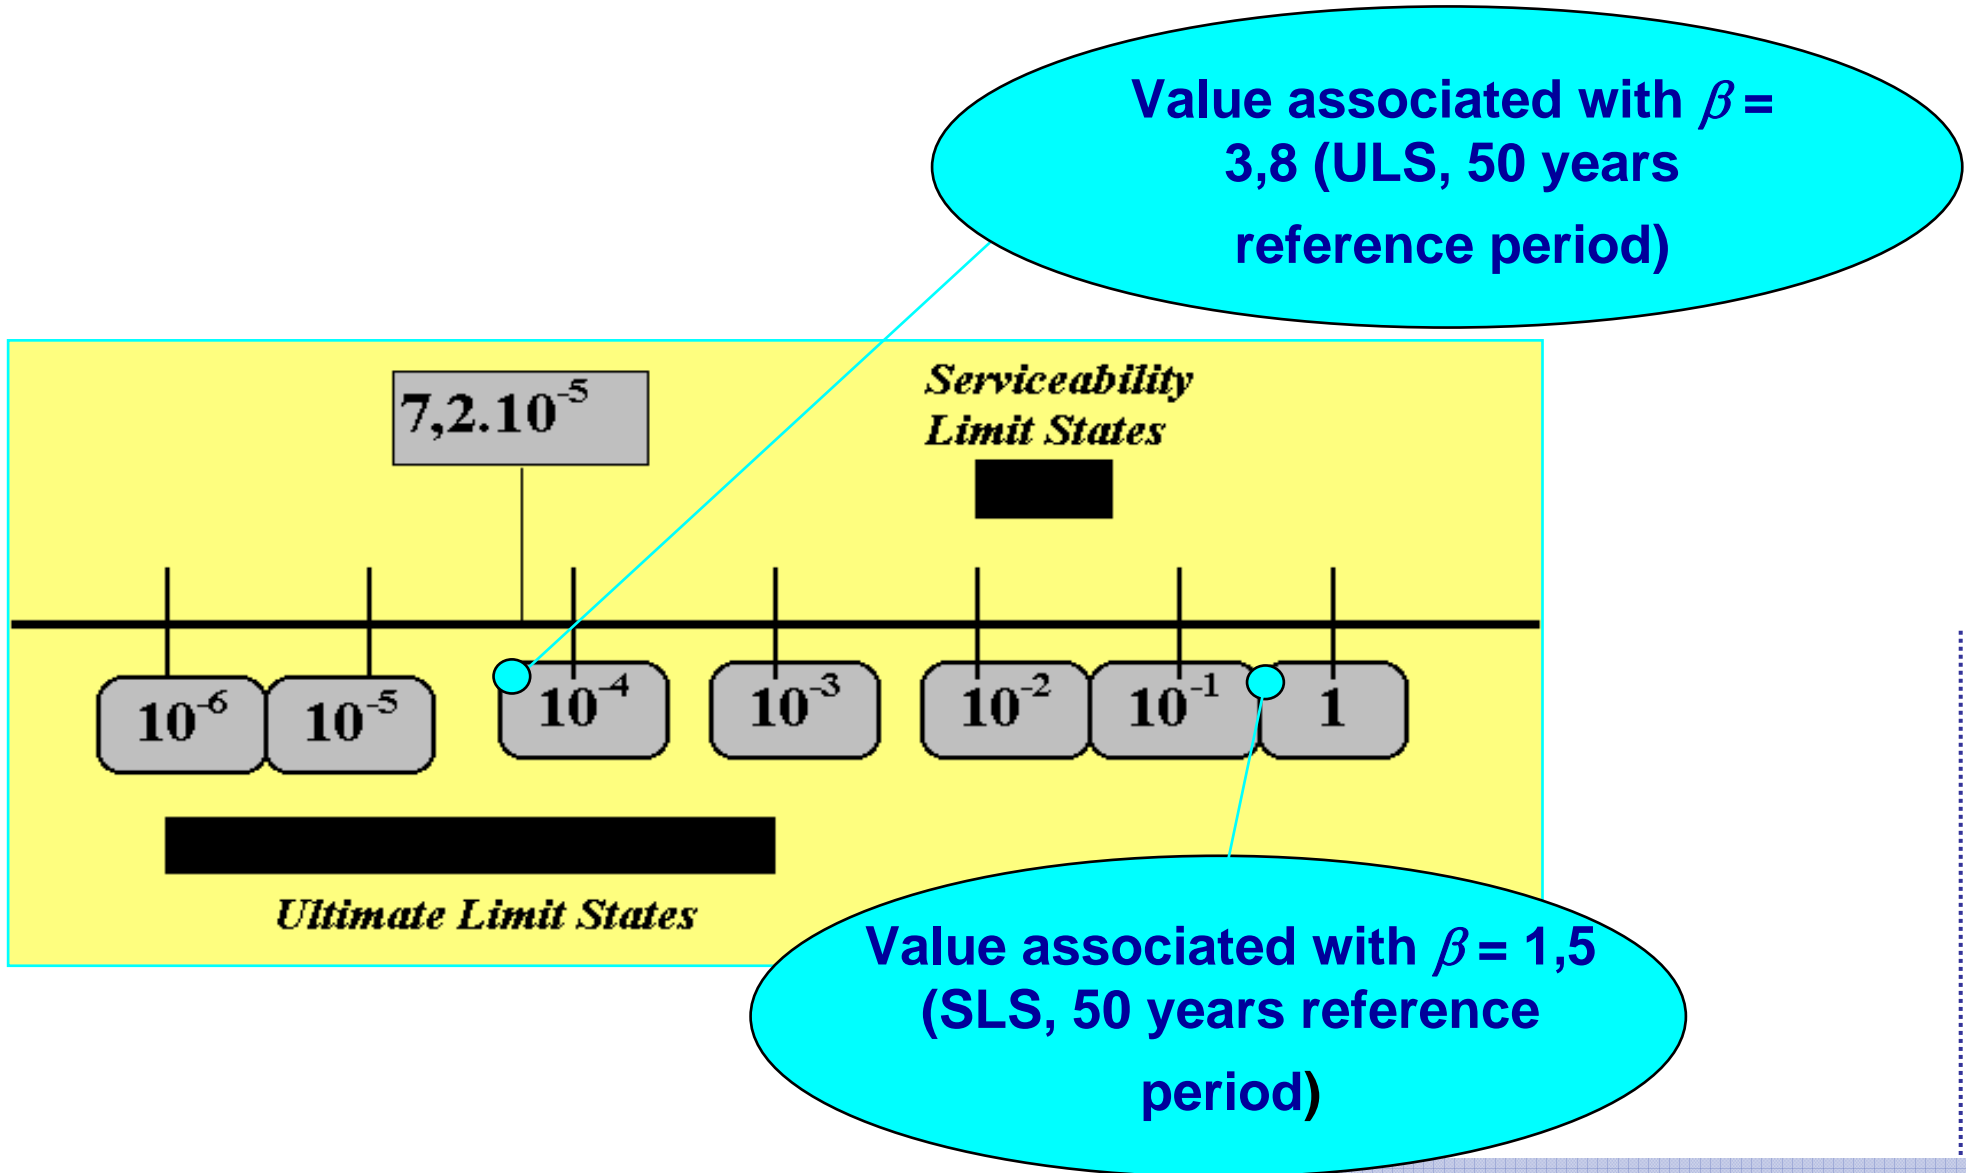 Value associated with β =
3,8 (ULS, 50 years
reference period)
7,2.10⁻⁵
Serviceability
Limit States
10⁻⁶ 10⁻⁵ 10⁻⁴ 10⁻³ 10⁻² 10⁻¹ 1
Ultimate Limit States
Value associated with β = 1,5
(SLS, 50 years reference
period)